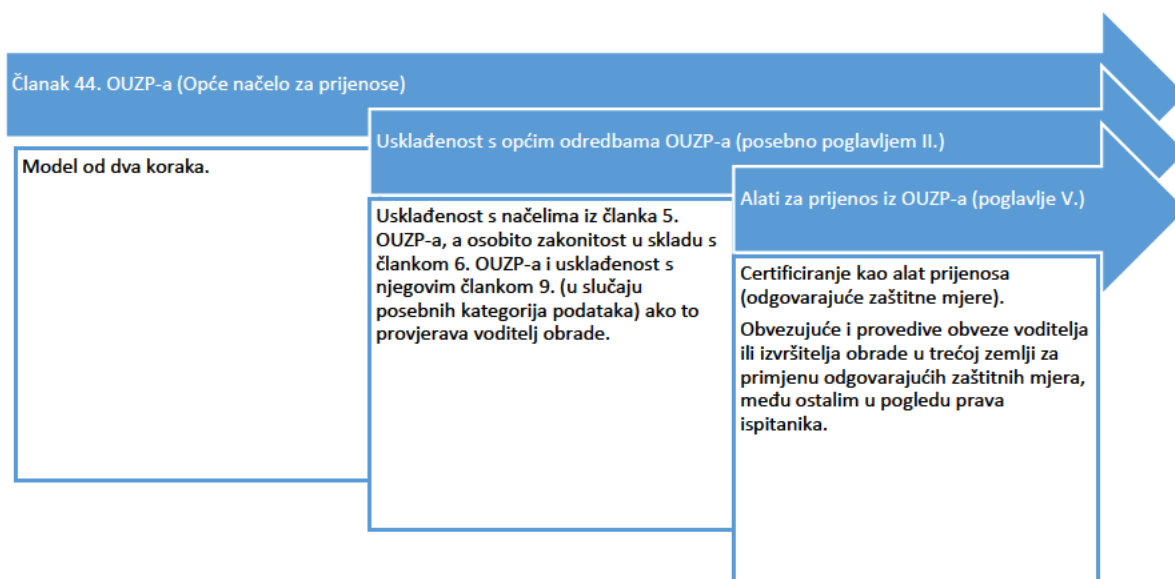 Članak 44. OUZP-a (Opće načelo za prijenose)
Model od dva koraka.
Usklađenost s općim odredbama OUZP-a (posebno poglavljem II.)
Usklađenost s načelima iz članka 5.
OUZP-a, a osobito zakonitost u skladu s
člankom 6. OUZP-a i usklađenost s
njegovim člankom 9. (u slučaju
posebnih kategorija podataka) ako to
provjerava voditelj obrade.
Alati za prijenos iz OUZP-a (poglavlje V.)
Certificiranje kao alat prijenosa
(odgovarajuće zaštitne mjere).
Obvezujuće i provedive obveze voditelja
ili izvršitelja obrade u trećoj zemlji za
primjenu odgovarajućih zaštitnih mjera,
među ostalim u pogledu prava
ispitanika.